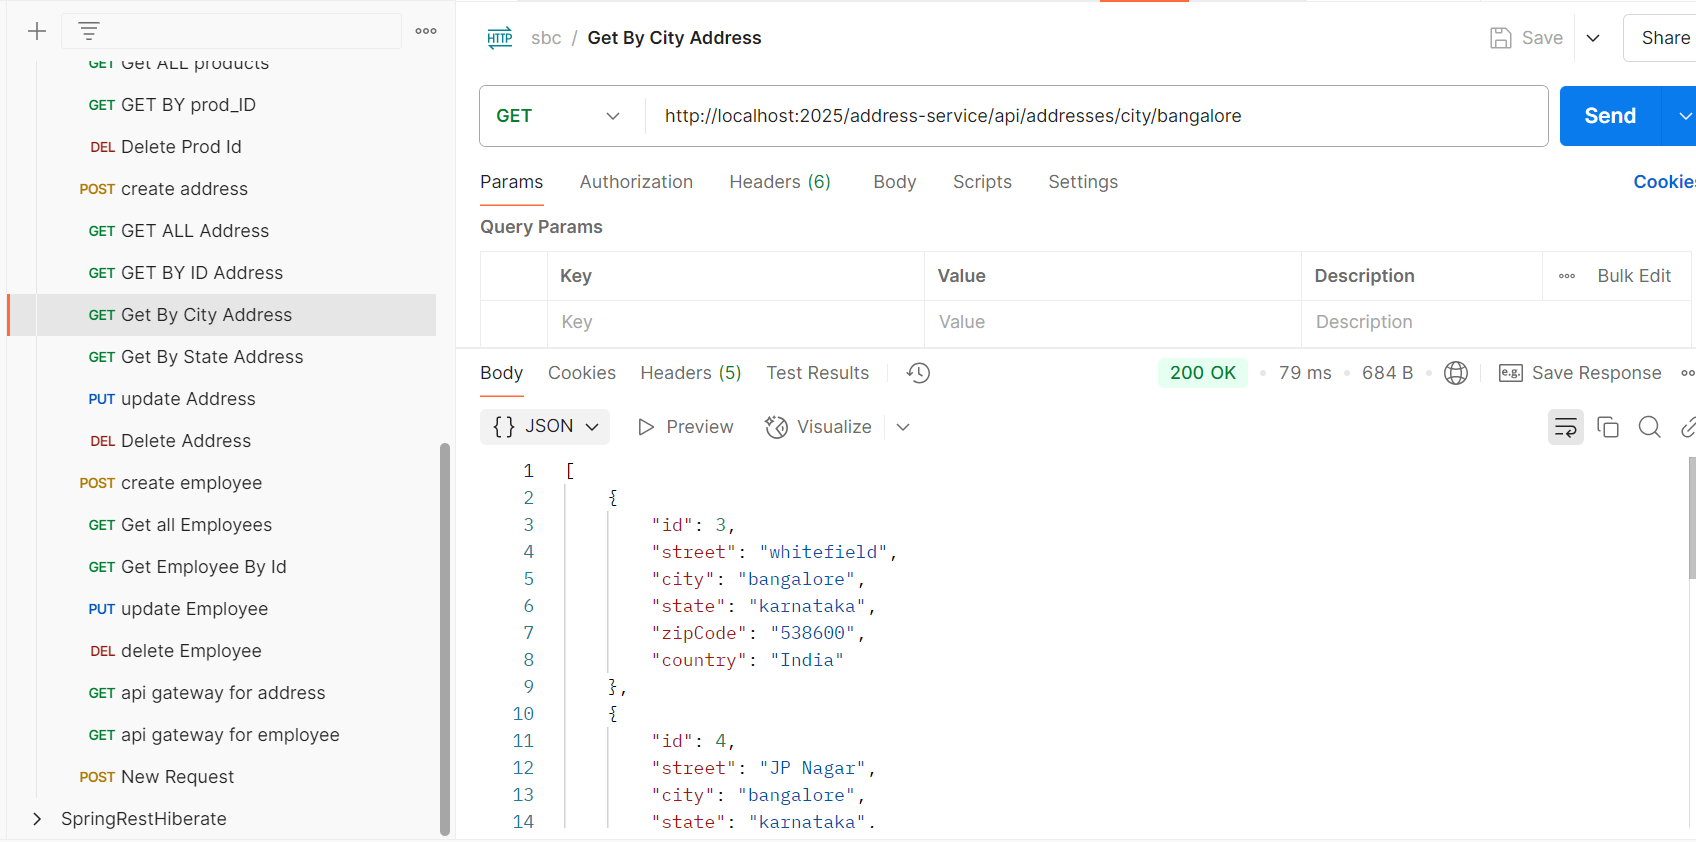 GET Get ALL products
GET GET BY prod_ID
DEL Delete Prod Id
POST create address
GET GET ALL Address
GET GET BY ID Address
GET Get By City Address
GET Get By State Address
PUT update Address
DEL Delete Address
POST create employee
GET Get all Employees
GET Get Employee By Id
PUT update Employee
DEL delete Employee
GET api gateway for address
GET api gateway for employee
POST New Request
SpringRestHiberate
HTTP sbc / Get By City Address
Save
Share
GET http://localhost:2025/address-service/api/addresses/city/bangalore
Send
Params Authorization Headers (6) Body Scripts Settings
Cookies
Query Params
Key Value Description Bulk Edit
Key Value Description
Body Cookies Headers (5) Test Results 200 OK • 79 ms • 684 B • e.g. Save Response
{} JSON Preview Visualize
1 [
2 {
3 "id": 3,
4 "street": "whitefield",
5 "city": "bangalore",
6 "state": "karnataka",
7 "zipCode": "538600",
8 "country": "India"
9 },
10 {
11 "id": 4,
12 "street": "JP Nagar",
13 "city": "bangalore",
14 "state": "karnataka",